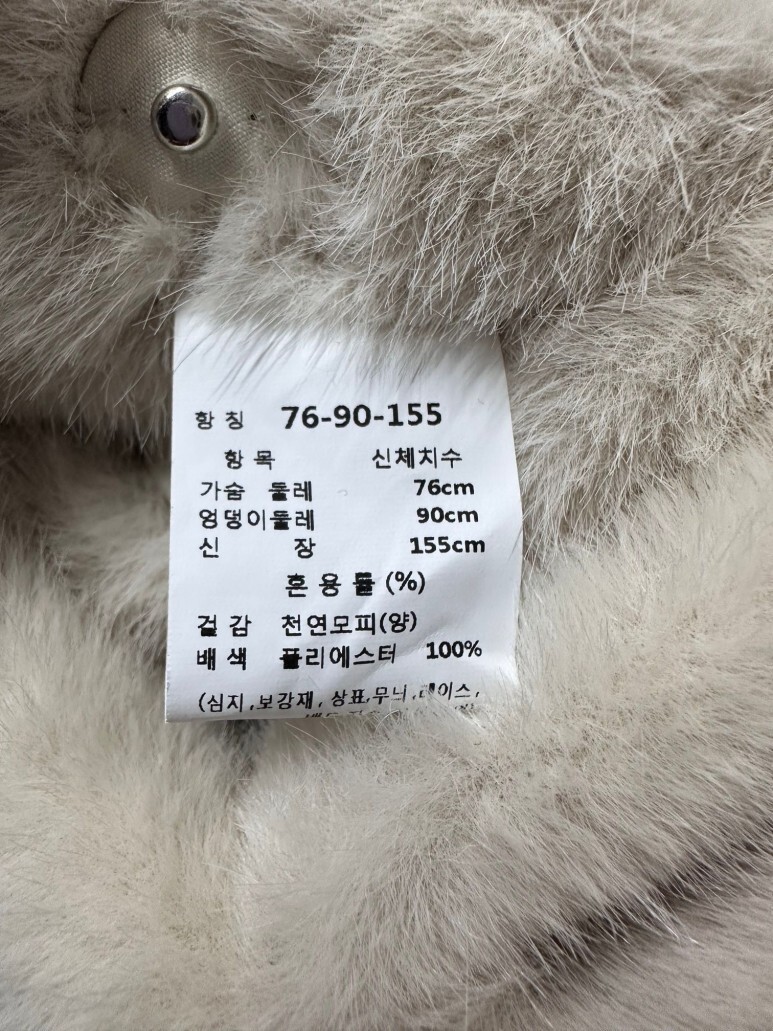 항 칭 76-90-155
항 목 신체치수
가슴 둘레 76cm
엉덩이둘레 90cm
신 장 155cm
혼 용 률 (%)
겉 감 천연모피(양)
배 색 폴리에스터 100%
(심지,보강재, 상표,무늬,레이스,